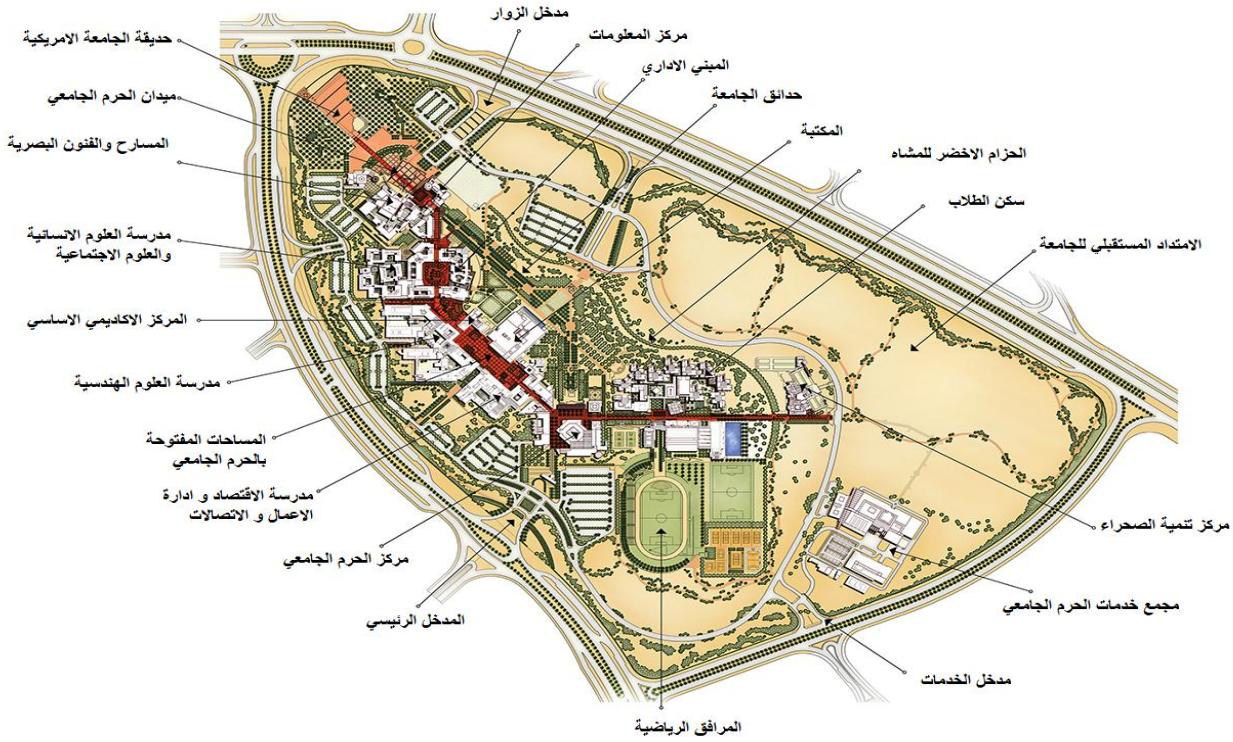 مدخل الزوار
مركز المعلومات
حديقة الجامعة الامريكية
المبني الاداري
ميدان الحرم الجامعي
حدائق الجامعة
المسارح والفنون البصرية
المكتبة
الحزام الاخضر للمشاه
سكن الطلاب
مدرسة العلوم الانسانية
والعلوم الاجتماعية
الامتداد المستقبلي للجامعة
المركز الاكاديمي الاساسي
مدرسة العلوم الهندسية
المساحات المفتوحة
بالحرم الجامعي
مدرسة الاقتصاد و ادارة
الاعمال و الاتصالات
مركز تنمية الصحراء
مركز الحرم الجامعي
مجمع خدمات الحرم الجامعي
المدخل الرئيسي
مدخل الخدمات
المرافق الرياضية